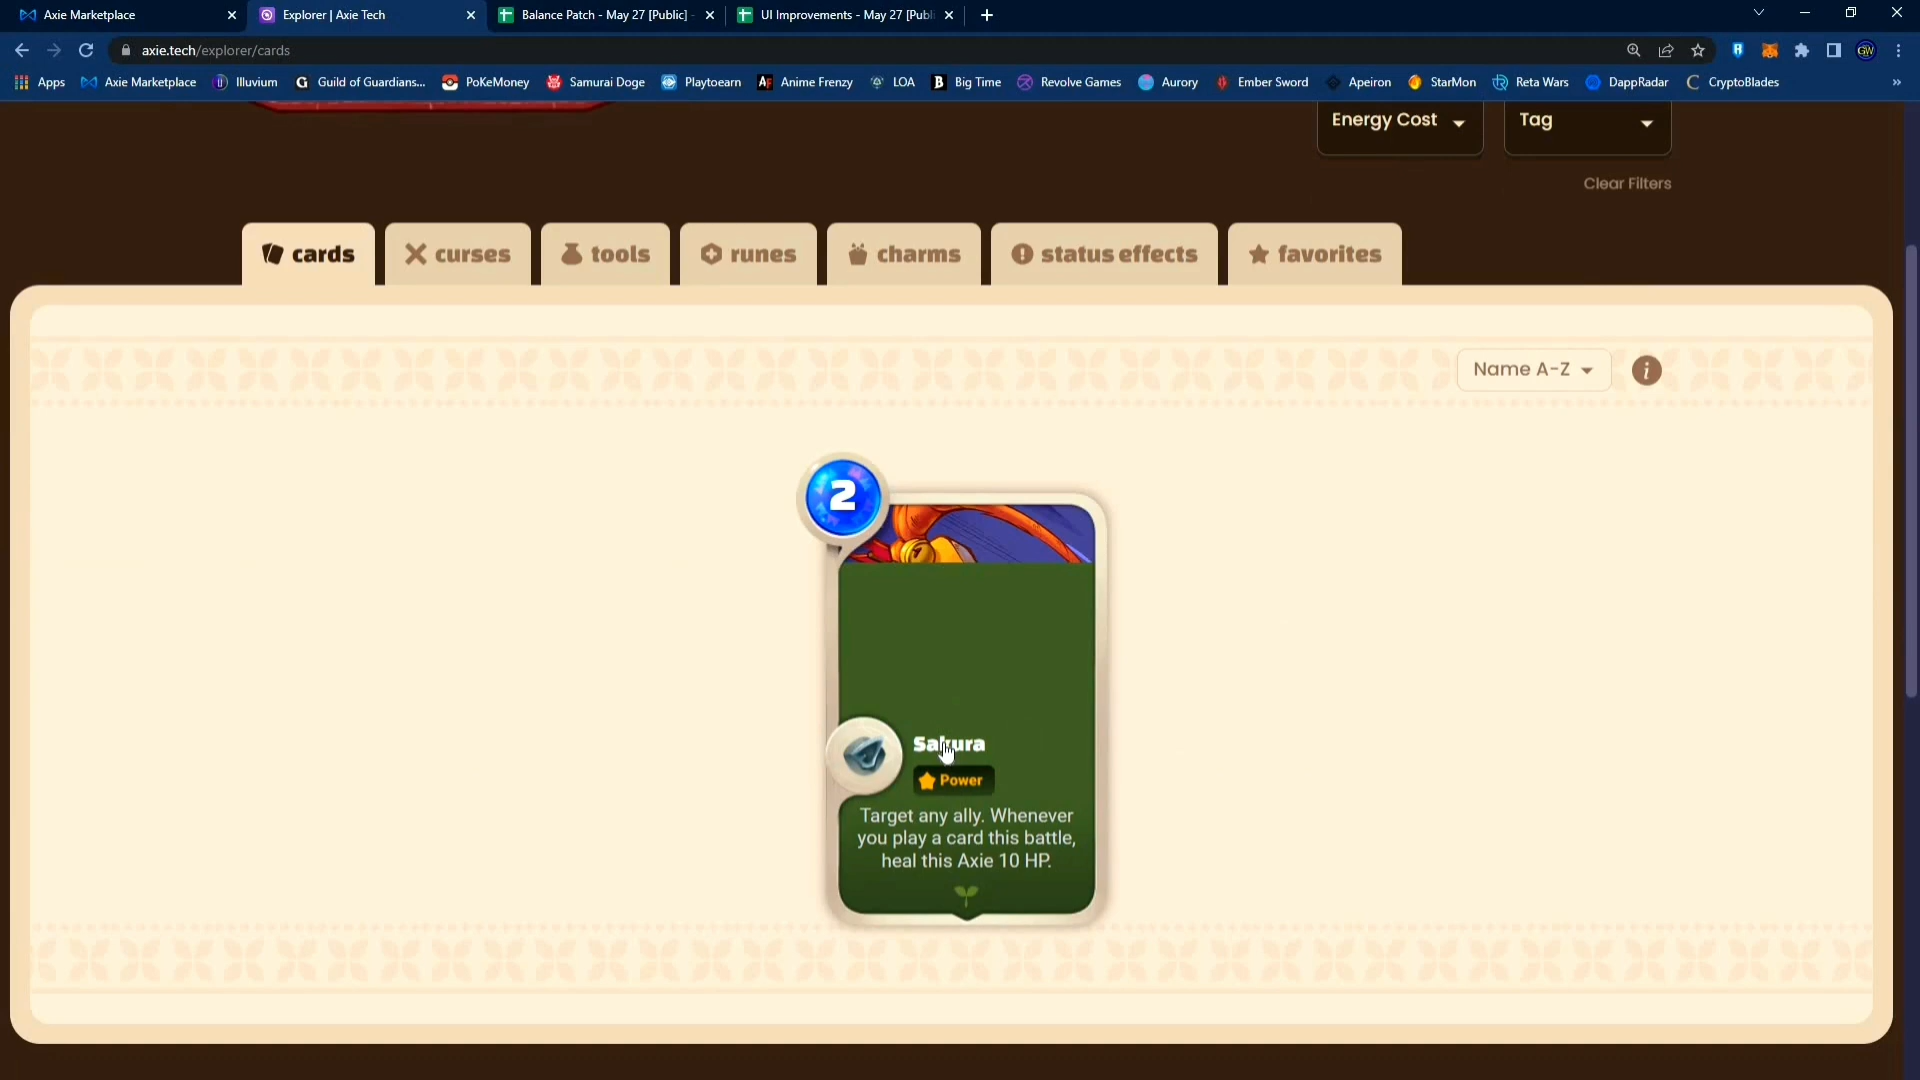 Axie Marketplace
Explorer | Axie Tech
Balance Patch - May 27 [Public] -
UI Improvements - May 27 [Publi
axie.tech/explorer/cards
GW
Apps
Axie Marketplace
Illuvium
Guild of Guardians...
PoKeMoney
Samurai Doge
Playtoearn
Anime Frenzy
LOA
Big Time
Revolve Games
Aurory
Ember Sword
Apeiron
StarMon
Reta Wars
DappRadar
CryptoBlades
»
Energy Cost
Tag
Clear Filters
cards
curses
tools
runes
charms
status effects
favorites
Name A-Z
i
2
Sakura
Power
Target any ally. Whenever
you play a card this battle,
heal this Axie 10 HP.